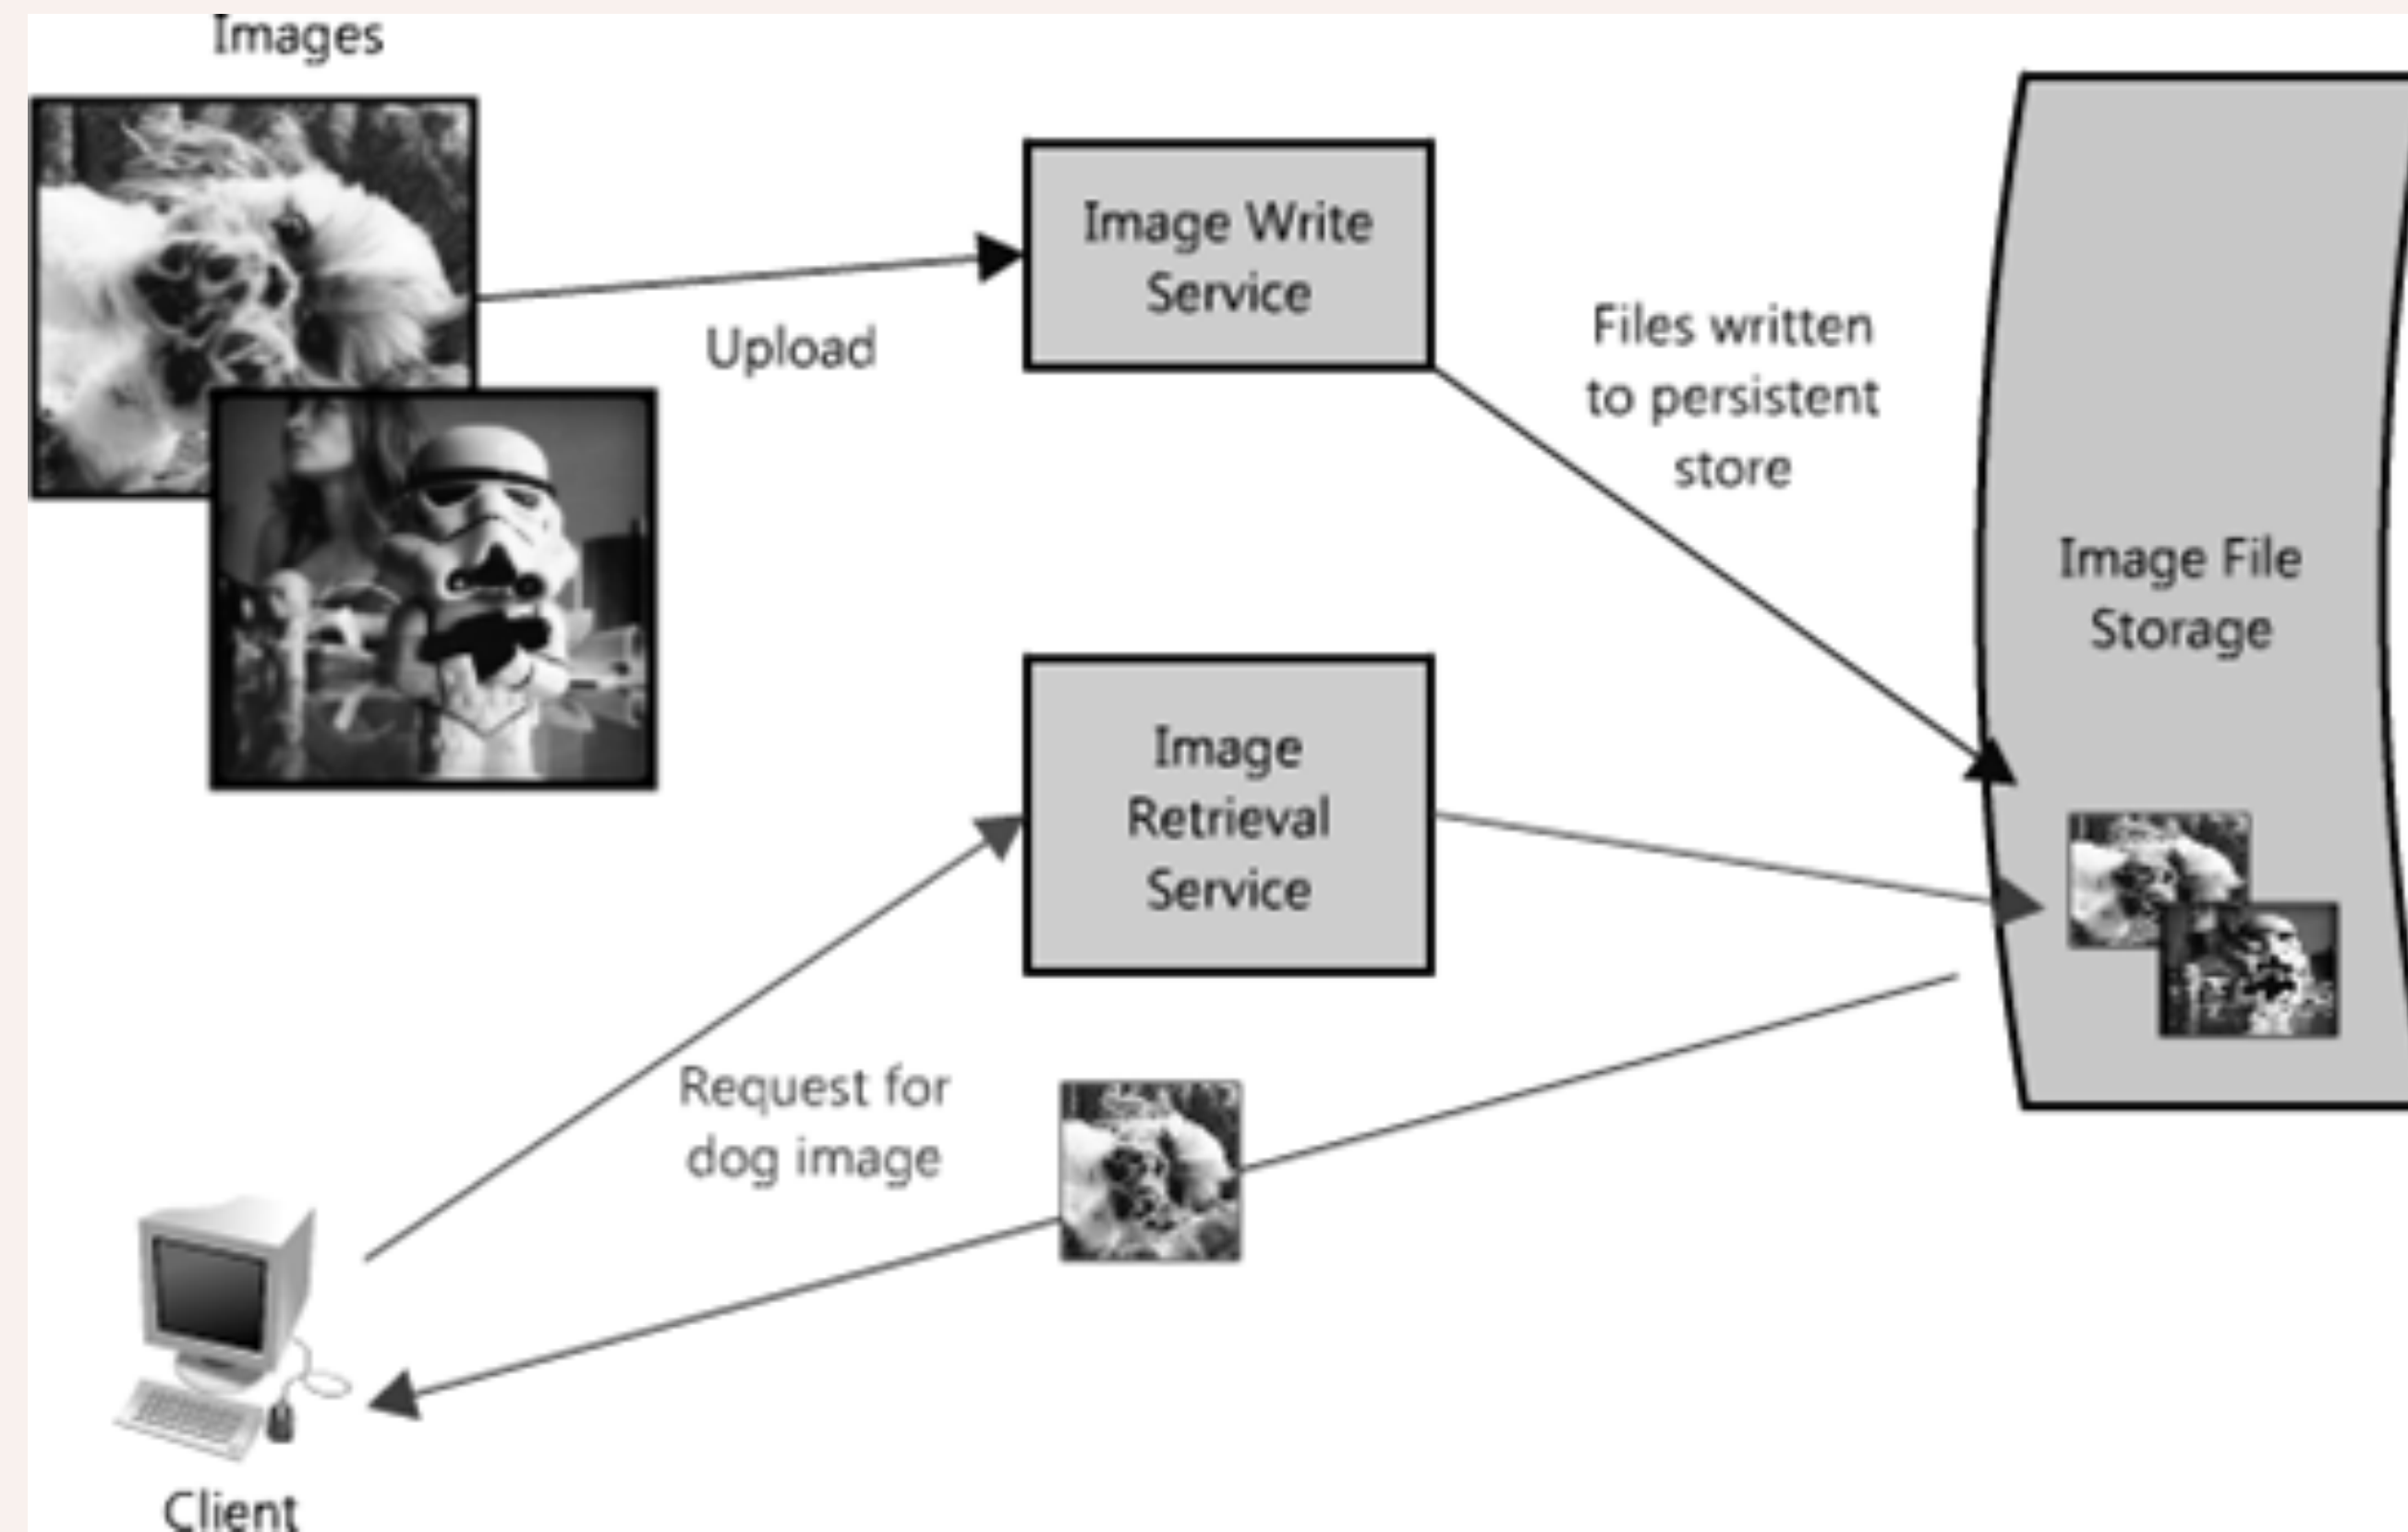 Images
Upload
Image Write
Service
Files written
to persistent
store
Image File
Storage
Image
Retrieval
Service
Request for
dog image
Client